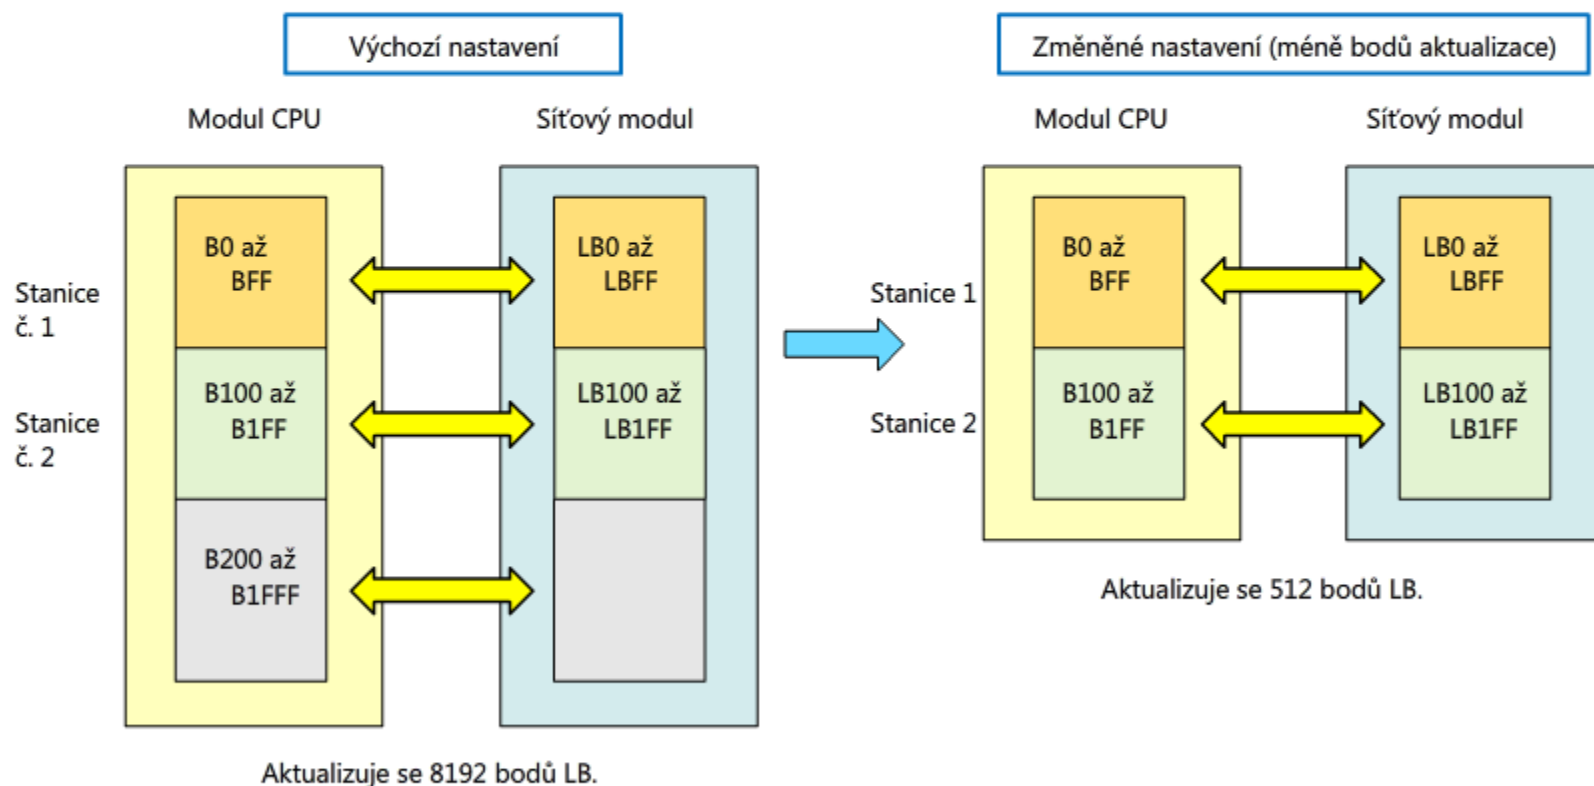 Výchozí nastavení
Modul CPU
Síťový modul
B0 až
BFF
LB0 až
LBFF
Stanice
č. 1
B100 až
B1FF
LB100 až
LB1FF
Stanice
č. 2
B200 až
B1FFF
Aktualizuje se 8192 bodů LB.
Změněné nastavení (méně bodů aktualizace)
Modul CPU
Síťový modul
B0 až
BFF
LB0 až
LBFF
Stanice 1
B100 až
B1FF
LB100 až
LB1FF
Stanice 2
Aktualizuje se 512 bodů LB.